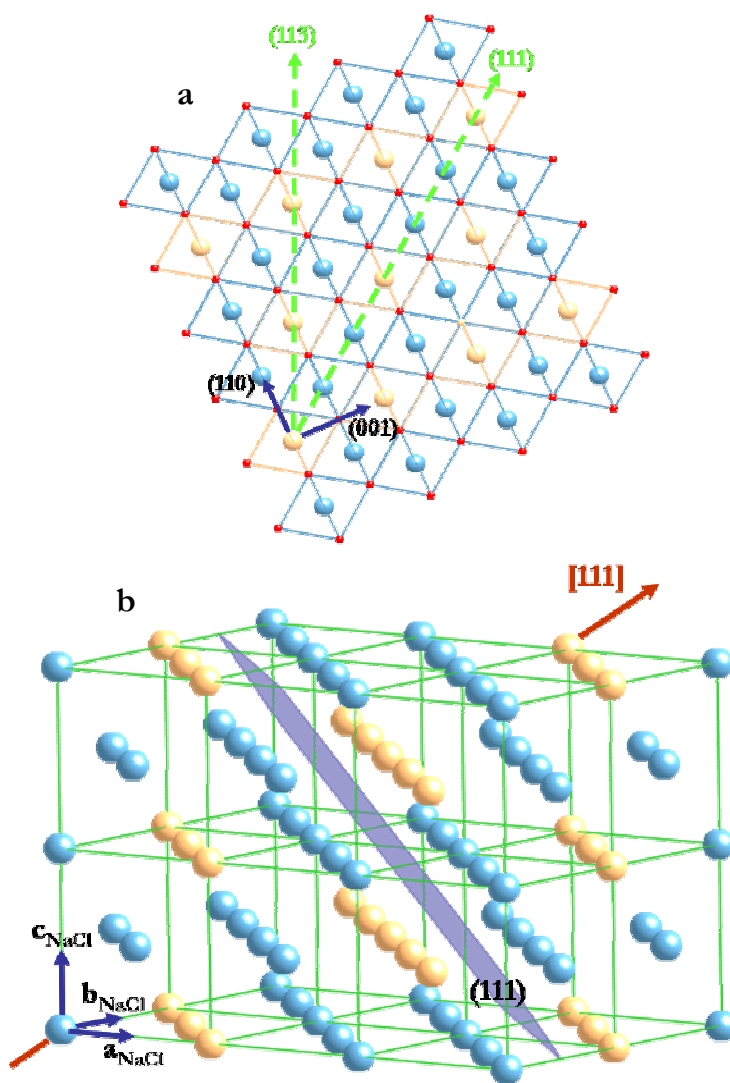 (113)
(111)
a
(110)
(001)
b
[111]
c_NaCl
(111)
b_NaCl
a_NaCl